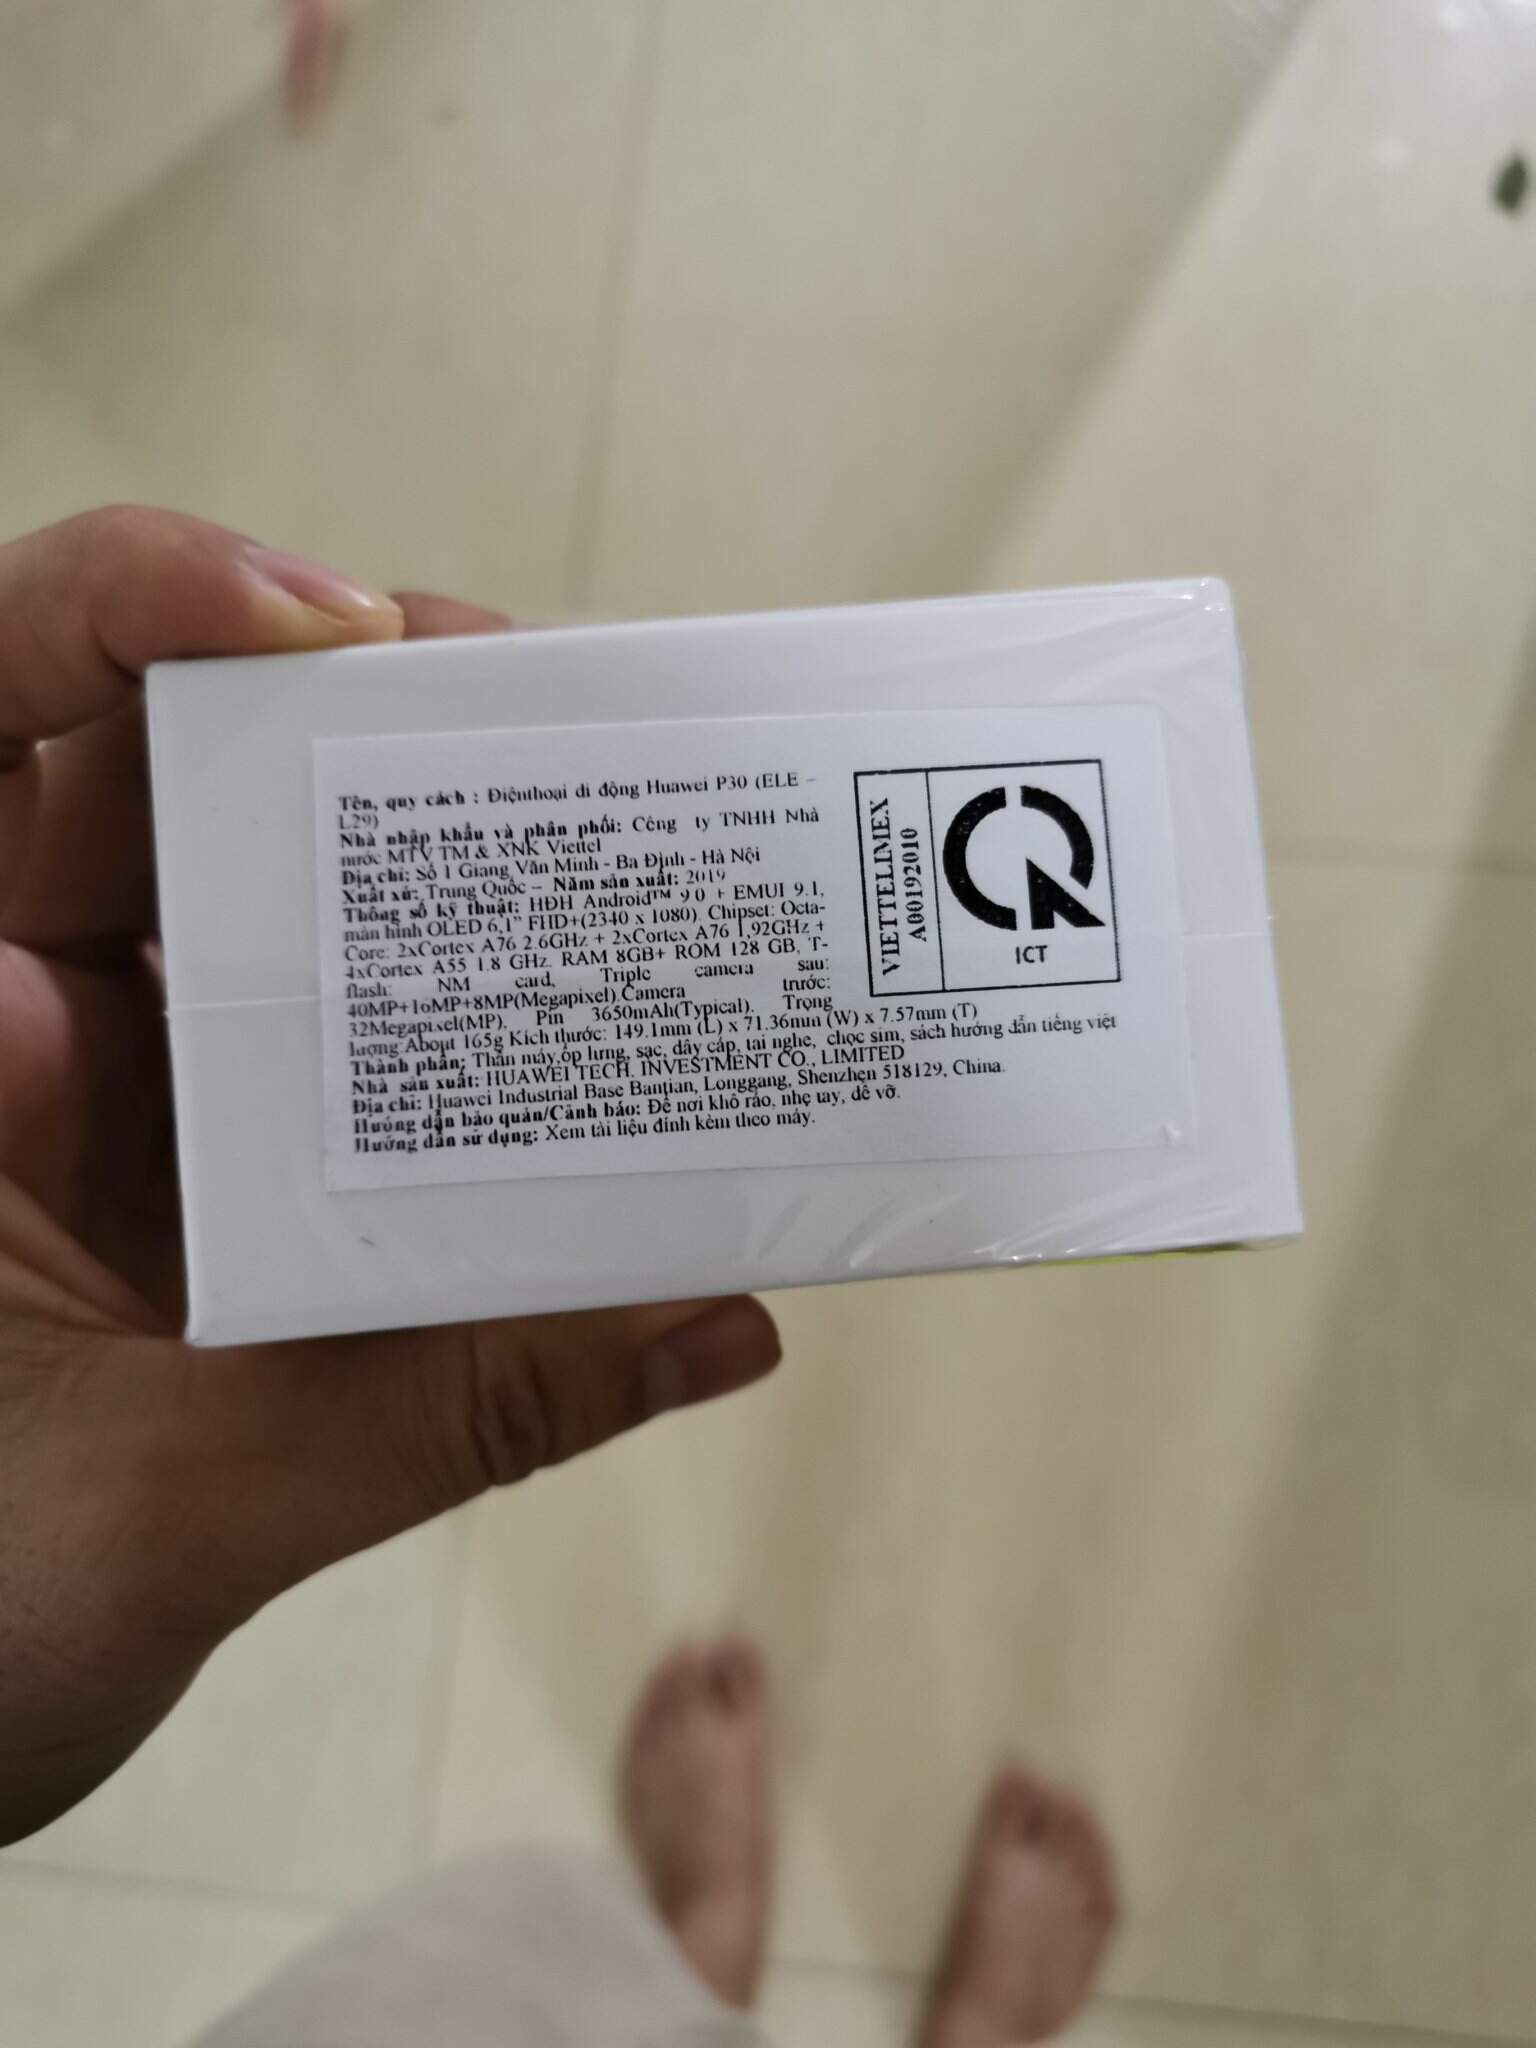 Tên, quy cách : Điệnthoại di động Huawei P30 (ELE –
L29)
Nhà nhập khẩu và phân phối: Công ty TNHH Nhà
nước MTV TM & XNK Viettel
Địa chỉ: Số 1 Giang Văn Minh - Ba Đình - Hà Nội
Xuất xứ: Trung Quốc – Năm sản xuất: 2019
Thông số kỹ thuật: HĐH Android™ 9.0 + EMUI 9.1,
màn hình OLED 6,1” FHD+(2340 x 1080). Chipset: Octa-
Core: 2xCortex A76 2.6GHz + 2xCortex A76 1,92GHz +
4xCortex A55 1.8 GHz. RAM 8GB+ ROM 128 GB, T-
flash: NM card, Triple camera sau:
40MP+16MP+8MP(Megapixel).Camera trước:
32Megapixel(MP). Pin 3650mAh(Typical). Trọng
lượng:About 165g Kích thước: 149.1mm (L) x 71.36mm (W) x 7.57mm (T)
Thành phần: Thân máy,ốp lưng, sạc, dây cáp, tai nghe, chọc sim, sách hướng dẫn tiếng việt
Nhà sản xuất: HUAWEI TECH. INVESTMENT CO., LIMITED
Địa chỉ: Huawei Industrial Base Bantian, Longgang, Shenzhen 518129, China.
Hướng dẫn bảo quản/Cảnh báo: Để nơi khô ráo, nhẹ tay, dễ vỡ.
Hướng dẫn sử dụng: Xem tài liệu đính kèm theo máy.
VIETTELIMEX
A00192010
ICT